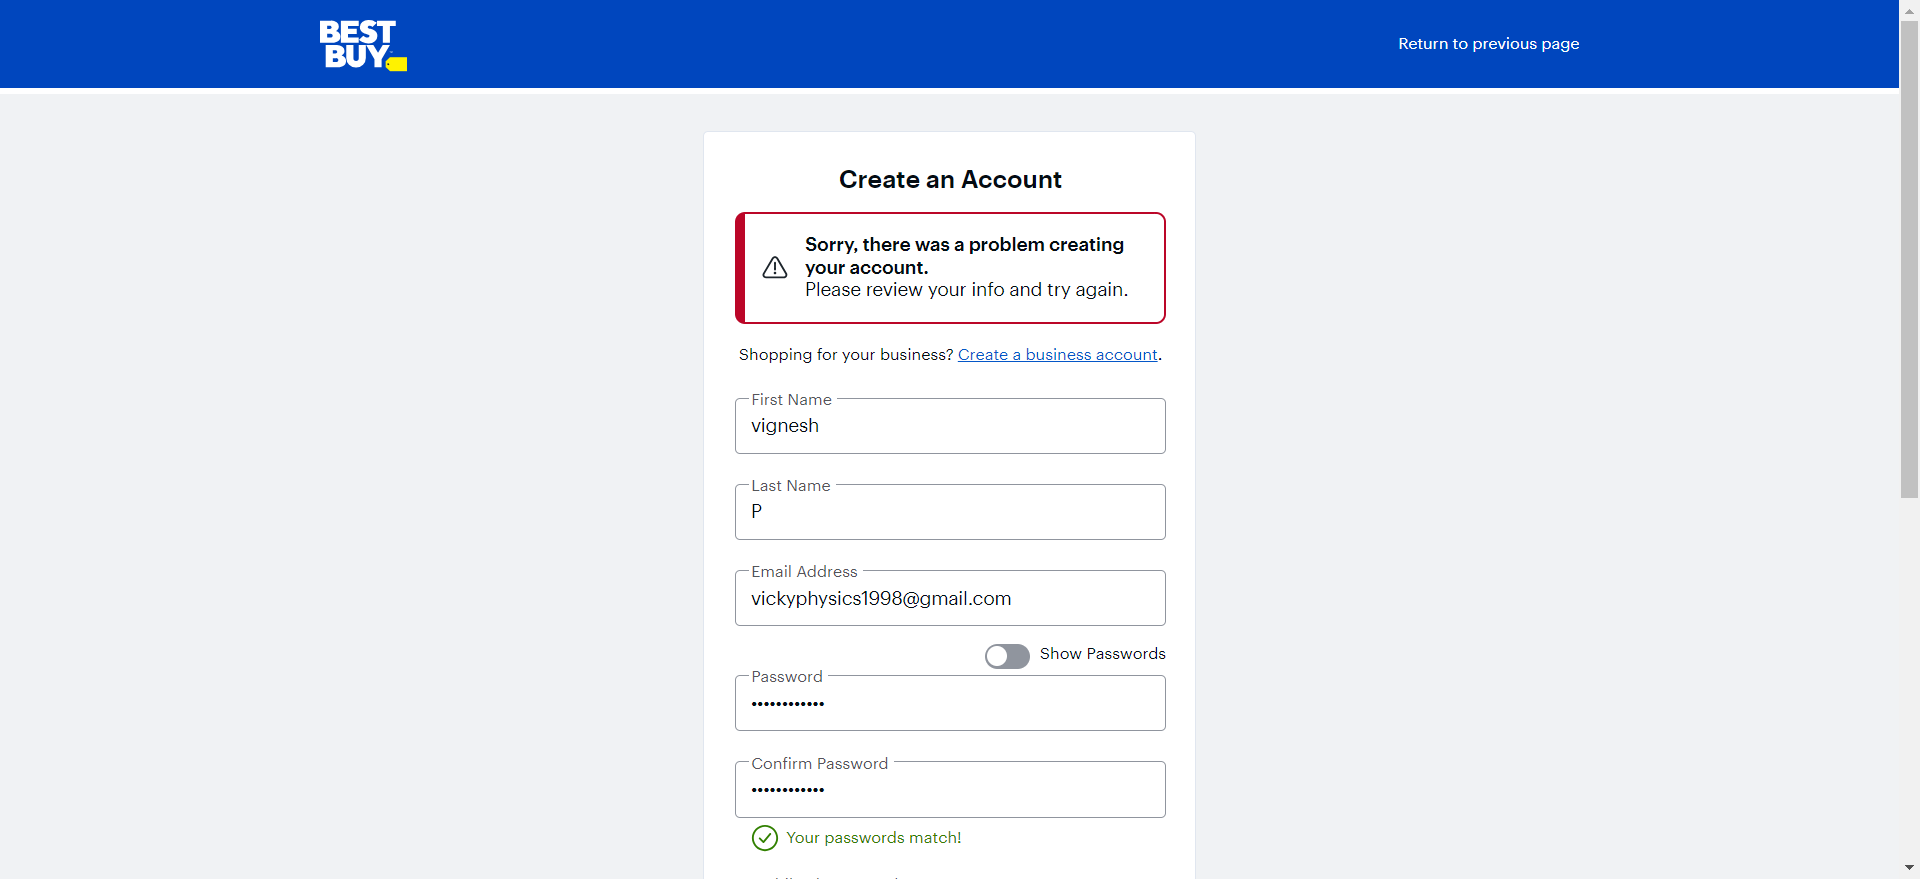 BEST
BUY
Return to previous page
Create an Account
Sorry, there was a problem creating
your account.
Please review your info and try again.
Shopping for your business? Create a business account.
First Name
vignesh
Last Name
P
Email Address
vickyphysics1998@gmail.com
Show Passwords
Password
••••••••••••
Confirm Password
••••••••••••
Your passwords match!